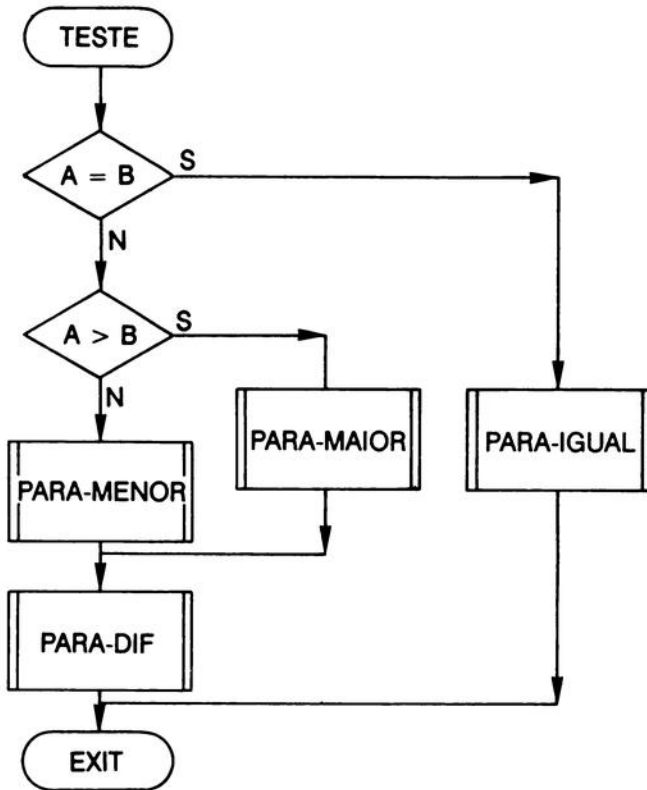 TESTE
A = B
S
N
A > B
S
N
PARA-MAIOR
PARA-IGUAL
PARA-MENOR
PARA-DIF
EXIT